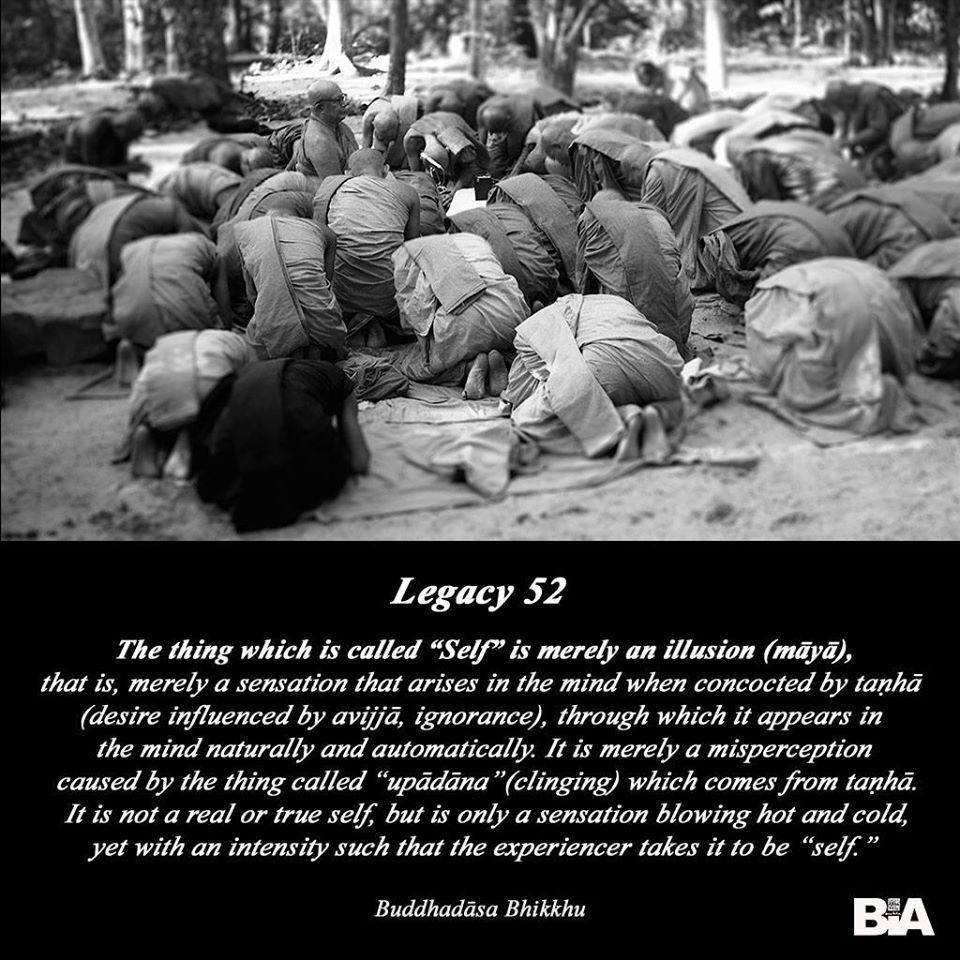 Legacy 52
The thing which is called “Self” is merely an illusion (māyā),
that is, merely a sensation that arises in the mind when concocted by taṇhā
(desire influenced by avijjā, ignorance), through which it appears in
the mind naturally and automatically. It is merely a misperception
caused by the thing called “upādāna”(clinging) which comes from taṇhā.
It is not a real or true self, but is only a sensation blowing hot and cold,
yet with an intensity such that the experiencer takes it to be “self.”
Buddhadāsa Bhikkhu
BIA